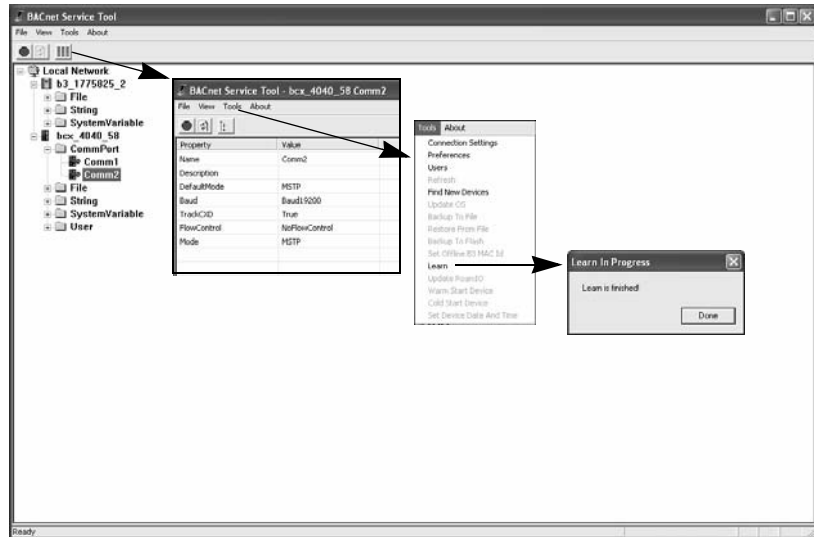 BACnet Service Tool
File View Tools About
Local Network
b3_1775825_2
File
String
SystemVariable
bcx_4040_58
CommPort
Comm1
Comm2
File
String
SystemVariable
User
BACnet Service Tool - bcx_4040_58 Comm2
File View Tools About
Property Value
Name Comm2
Description
DefaultMode MSTP
Baud Baud19200
TrackCXD True
FlowControl NoFlowControl
Mode MSTP
Tools About
Connection Settings
Preferences
Users
Refresh
Find New Devices
Update OS
Backup To File
Restore From File
Backup To Flash
Set Offline B3 MAC Id
Learn
Update RoamIO
Warm Start Device
Cold Start Device
Set Device Date And Time
Learn In Progress
Learn is finished!
Done
Ready